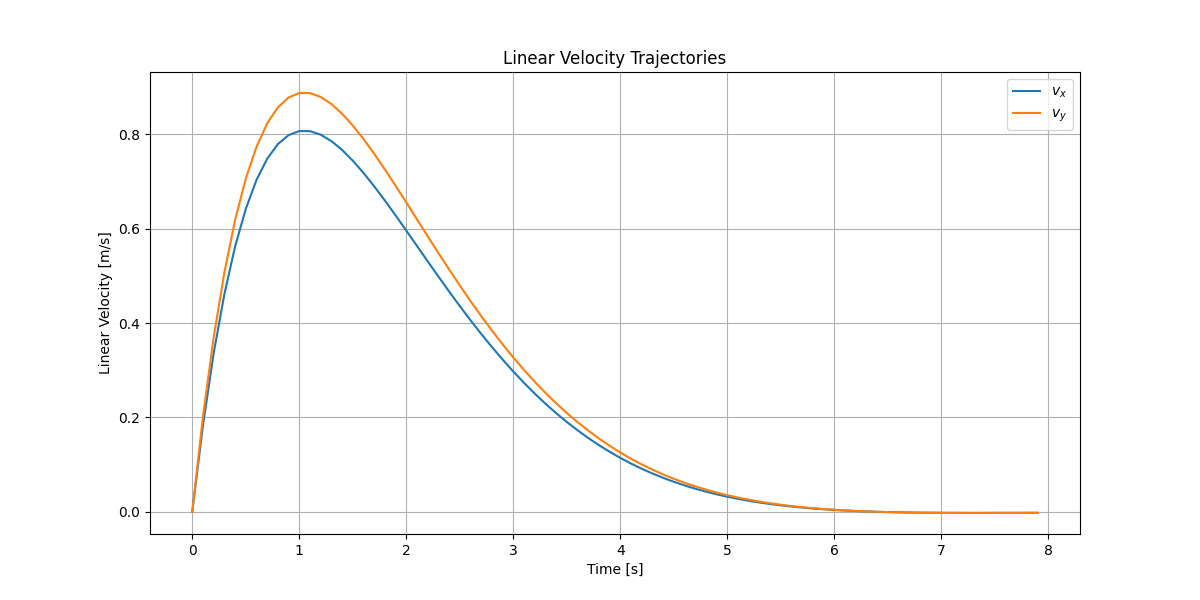 Linear Velocity Trajectories
Linear Velocity [m/s]
0.8
0.6
0.4
0.2
0.0
v_x
v_y
0 1 2 3 4 5 6 7 8
Time [s]